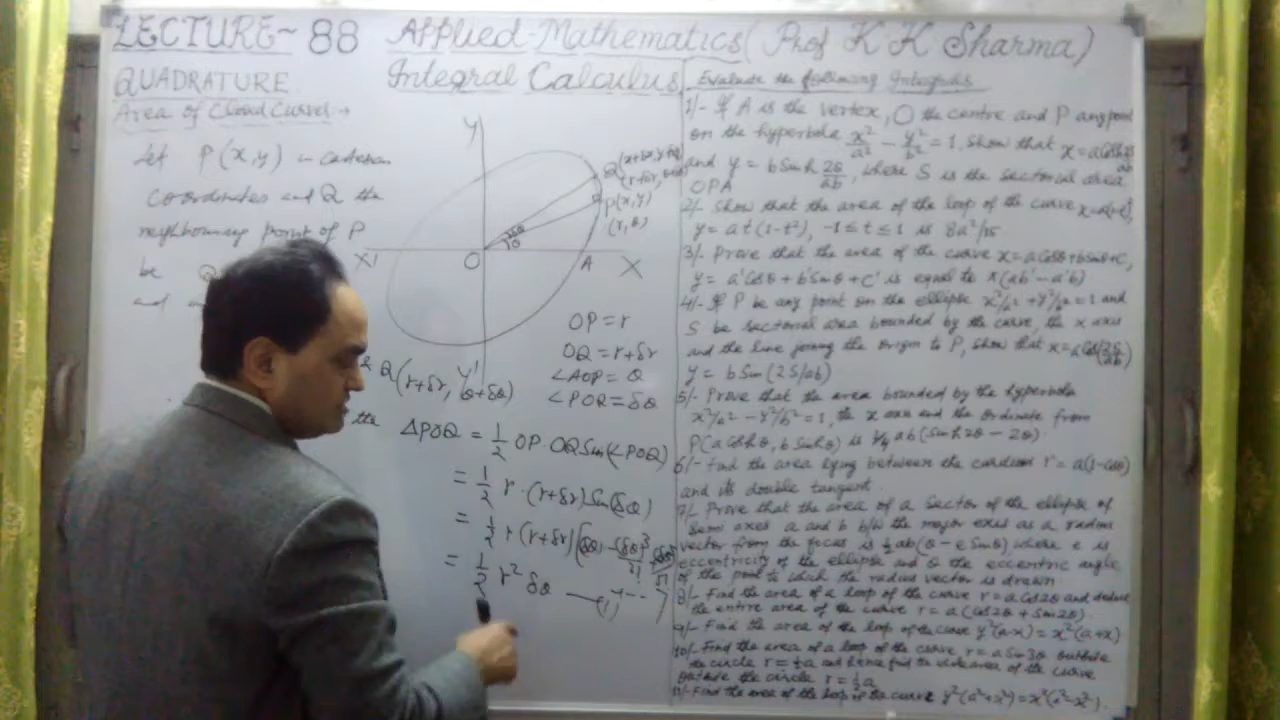 LECTURE~88 Applied-Mathematics (Prof K.K. Sharma)
QUADRATURE
Integral Calculus
Area of Closed Curves→
Let P(x,y) in cartesian
coordinates and Q the
neighbouring point of P
be Q
and
Y
Q(x+δx, y+δy)
(r+δr, θ+δθ)
P(x,y)
(r,θ)
δθ
θ
X' O A X
Y'
OP=r
OQ=r+δr
∠AOP=θ
∠POQ=δθ
& Q(r+δr, θ+δθ)
the ΔPOQ = 1/2 OP OQ Sin(∠POQ)
= 1/2 r·(r+δr) Sin(δθ)
= 1/2 r(r+δr)[(δθ) - (δθ)³/3!
= 1/2 r² δθ —(1)
Evaluate the following Integrals
1/- If A is the vertex, O the centre and P any point
on the hyperbola x²/a² - y²/b² = 1, Show that x = a Cosh 2S/ab
and y = b Sinh 2S/ab, where S is the sectorial area
OPA
2/- Show that the area of the loop of the curve
y = at(1-t²), -1≤t≤1 is 8a²/15
3/- Prove that the area of the curve x = a Cosθ + b Sinθ + c,
y = a'Cosθ + b'Sinθ + c' is equal to π(ab'-a'b)
4/- If P be any point on the ellipse x²/a² + y²/b² = 1 and
S be sectorial area bounded by the curve, the x axis
and the line joining the origin to P, show that x = a Cos(2S/ab)
y = b Sin(2S/ab)
5/- Prove that the area bounded by the hyperbola
x²/a² - y²/b² = 1, the x axis and the ordinate from
P(a Coshθ, b Sinhθ) is 1/4 ab(Sinh 2θ - 2θ).
6/- Find the area lying between the cardioid r = a(1-Cosθ)
and its double tangent.
7/- Prove that the area of a Sector of the ellipse of
Semi axes a and b b/w the major axis as a radius
vector from the focus is 1/2 ab(θ - e Sinθ) where e is
eccentricity of the ellipse and θ the eccentric angle
of the point to which the radius vector is drawn
8/- Find the area of a loop of the curve r = a Cos2θ and deduce
the entire area of the curve r = a(Cos2θ + Sin2θ).
9/- Find the area of the loop of the curve y²(a-x) = x²(a+x)
10/- Find the area of a loop of the curve r = a Sin3θ outside
the circle r = 1/2 a and hence find the whole area of the curve
outside the circle r = 1/2 a
11/- Find the area of the loop of the curve y²(a²+x²) = x²(a²-x²).